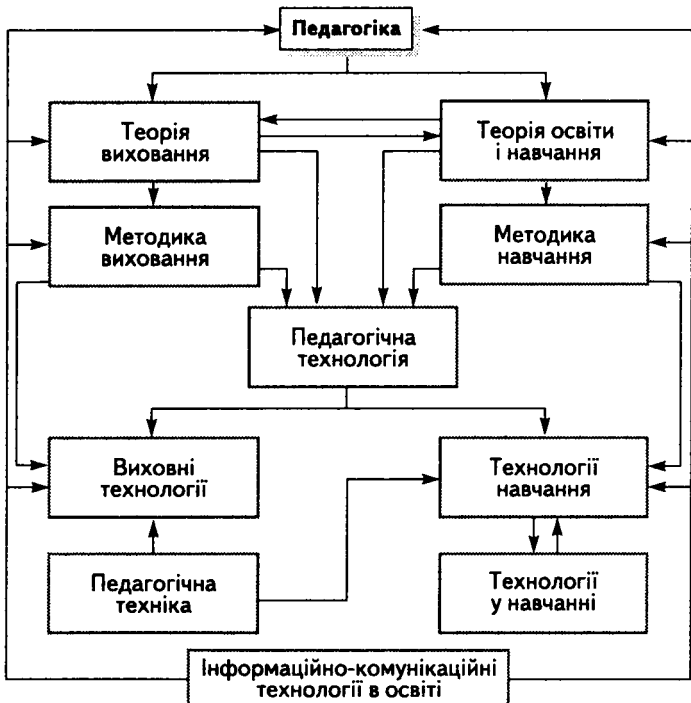 Педагогіка
Теорія
виховання
Теорія освіти
і навчання
Методика
виховання
Методика
навчання
Педагогічна
технологія
Виховні
технології
Технології
навчання
Педагогічна
техніка
Технології
у навчанні
Інформаційно-комунікаційні
технології в освіті